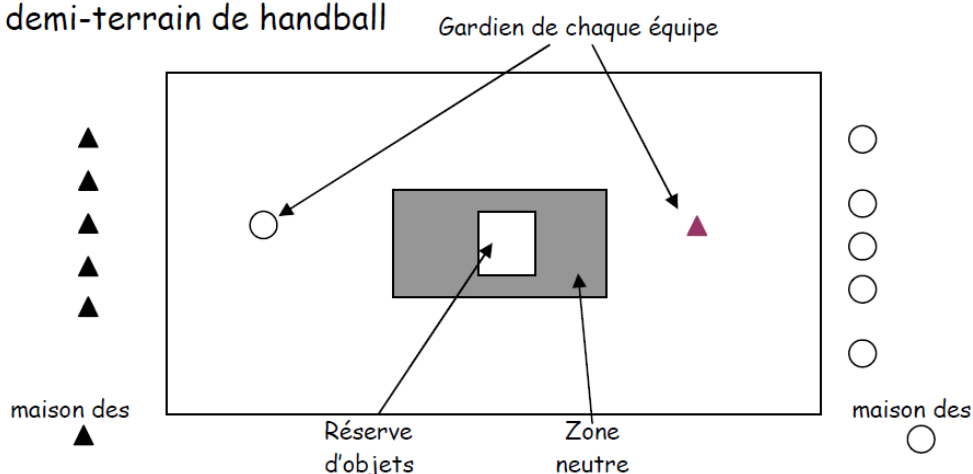 demi-terrain de handball
Gardien de chaque équipe
maison des
maison des
Réserve
d'objets
Zone
neutre